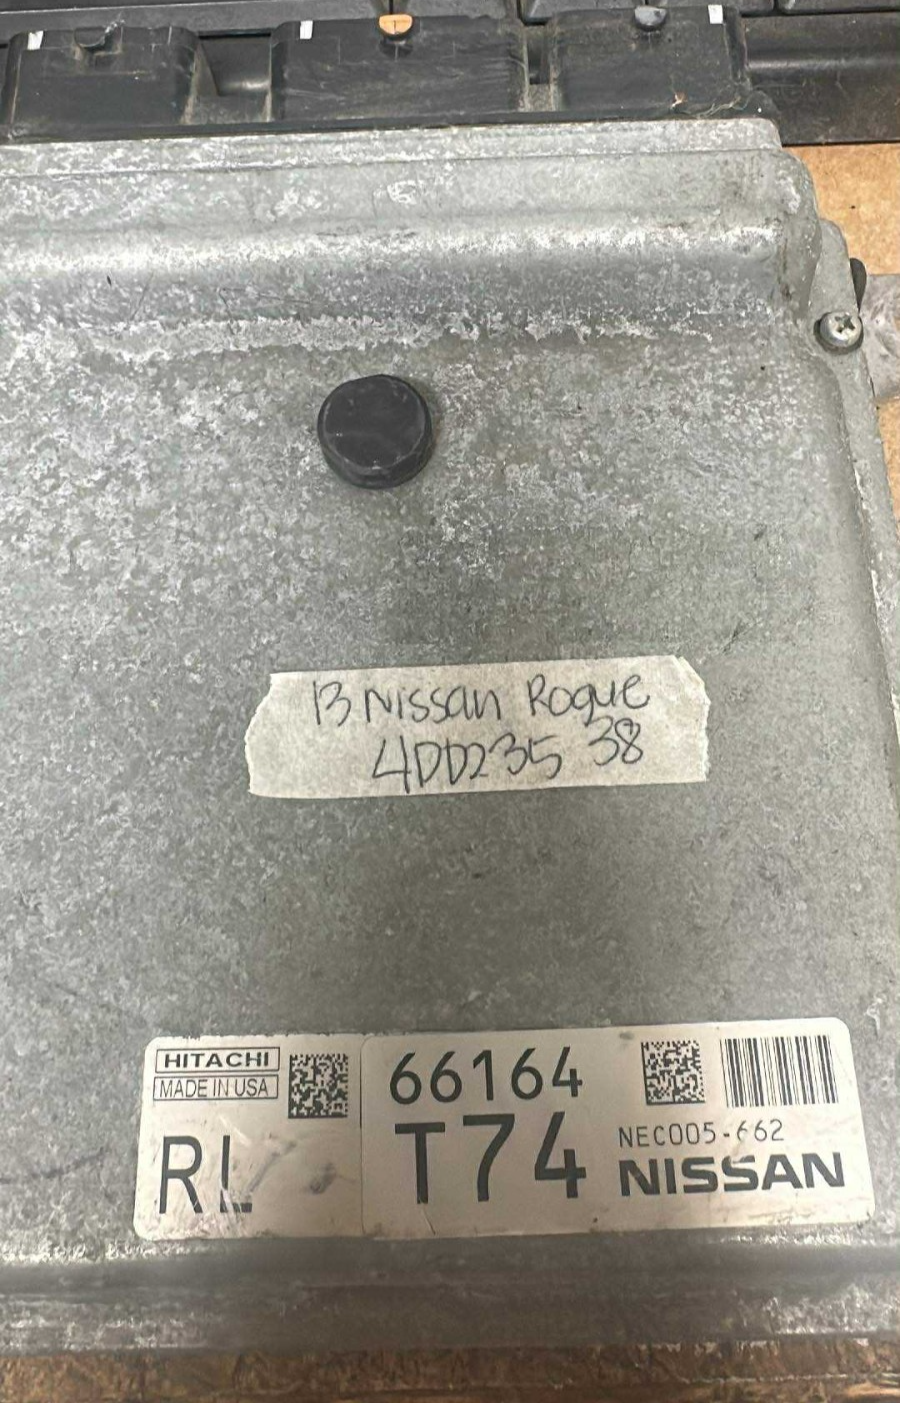 13 Nissan Rogue
4DD235 38
HITACHI
MADE IN USA
RL
66164
T74
NEC005-662
NISSAN